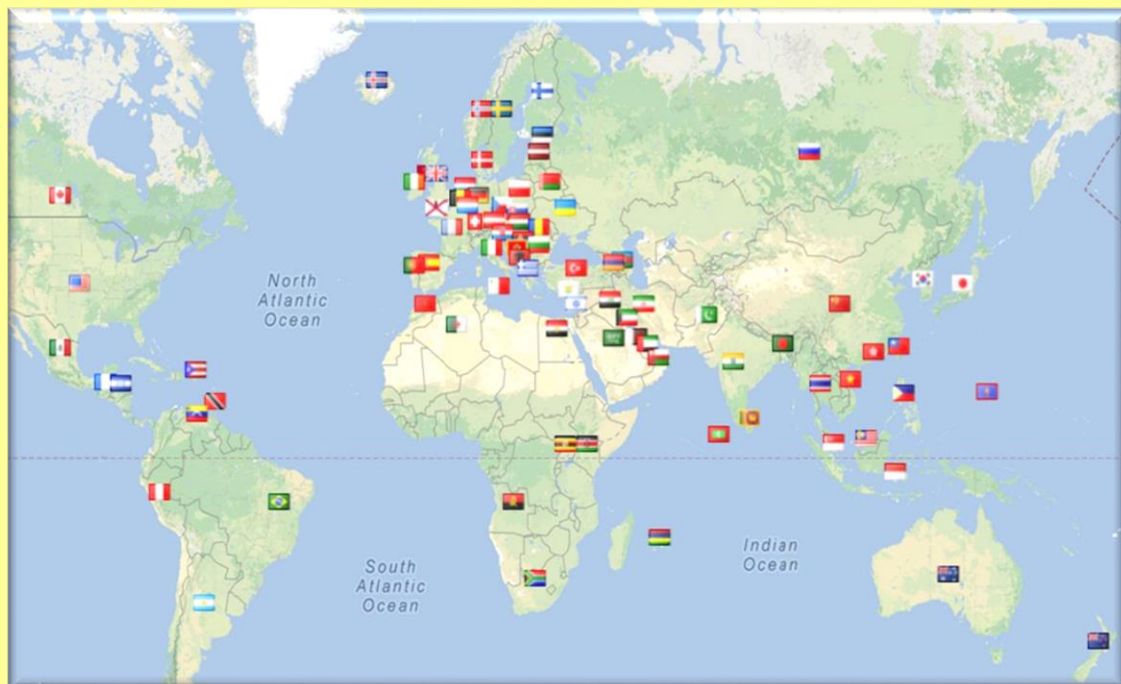 North
Atlantic
Ocean
South
Atlantic
Ocean
Indian
Ocean